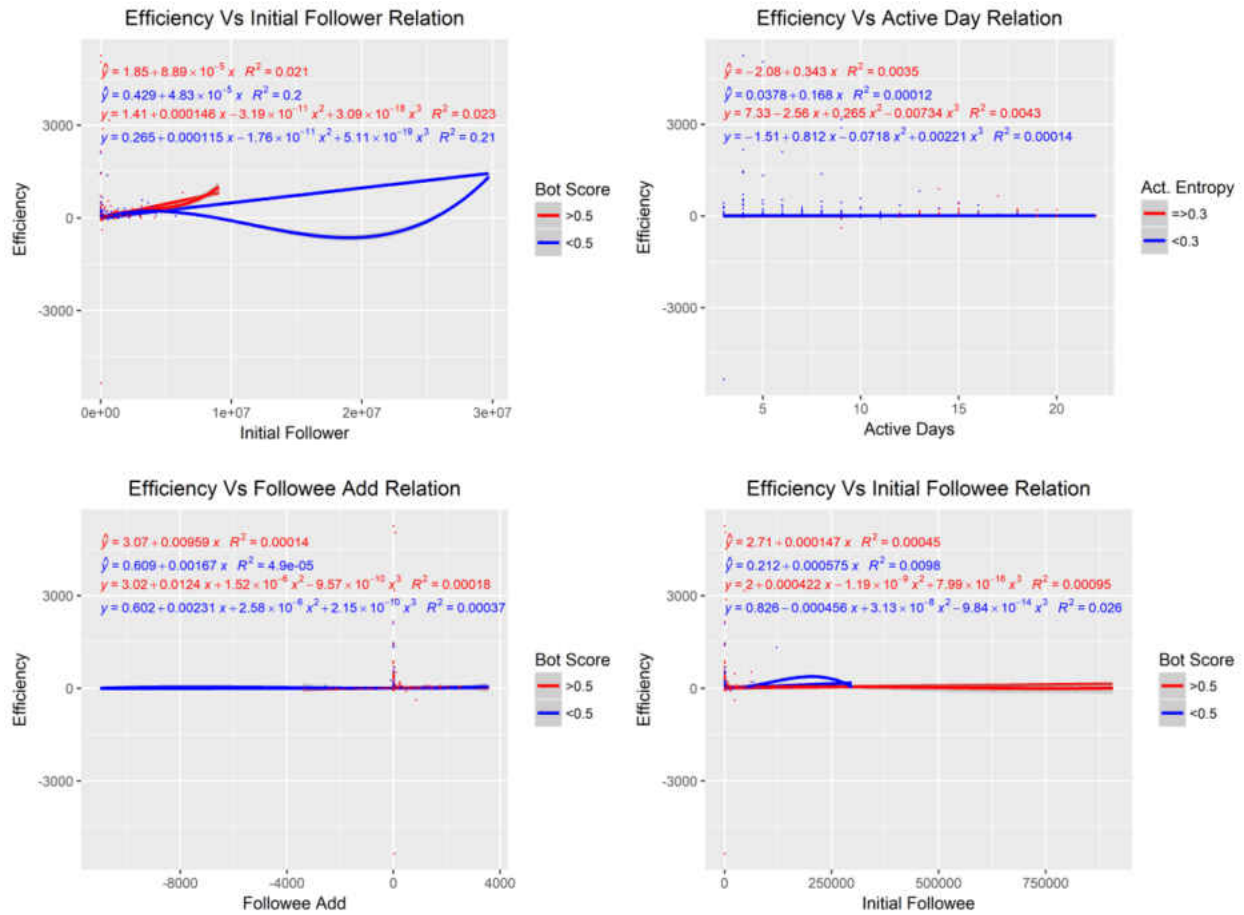 Efficiency Vs Initial Follower Relation
ŷ = 1.85 + 8.89 × 10⁻⁵ x R² = 0.021
ŷ = 0.429 + 4.83 × 10⁻⁵ x R² = 0.2
y = 1.41 + 0.000146 x − 3.19 × 10⁻¹¹ x² + 3.09 × 10⁻¹⁸ x³ R² = 0.023
y = 0.265 + 0.000115 x − 1.76 × 10⁻¹¹ x² + 5.11 × 10⁻¹⁹ x³ R² = 0.21
3000
0
-3000
Efficiency
0e+00 1e+07 2e+07 3e+07
Initial Follower
Bot Score
>0.5
<0.5
Efficiency Vs Active Day Relation
ŷ = −2.08 + 0.343 x R² = 0.0035
ŷ = 0.0378 + 0.168 x R² = 0.00012
y = 7.33 − 2.56 x + 0.265 x² − 0.00734 x³ R² = 0.0043
y = −1.51 + 0.812 x − 0.0718 x² + 0.00221 x³ R² = 0.00014
3000
0
-3000
Efficiency
5 10 15 20
Active Days
Act. Entropy
=>0.3
<0.3
Efficiency Vs Followee Add Relation
ŷ = 3.07 + 0.00959 x R² = 0.00014
ŷ = 0.609 + 0.00167 x R² = 4.9e-05
y = 3.02 + 0.0124 x + 1.52 × 10⁻⁶ x² − 9.57 × 10⁻¹⁰ x³ R² = 0.00018
y = 0.602 + 0.00231 x + 2.58 × 10⁻⁶ x² + 2.15 × 10⁻¹⁰ x³ R² = 0.00037
3000
0
-3000
Efficiency
-8000 -4000 0 4000
Followee Add
Bot Score
>0.5
<0.5
Efficiency Vs Initial Followee Relation
ŷ = 2.71 + 0.000147 x R² = 0.00045
ŷ = 0.212 + 0.000575 x R² = 0.0098
y = 2 + 0.000422 x − 1.19 × 10⁻⁹ x² + 7.99 × 10⁻¹⁶ x³ R² = 0.00095
y = 0.826 − 0.000456 x + 3.13 × 10⁻⁸ x² − 9.84 × 10⁻¹⁴ x³ R² = 0.026
3000
0
-3000
Efficiency
0 250000 500000 750000
Initial Followee
Bot Score
>0.5
<0.5